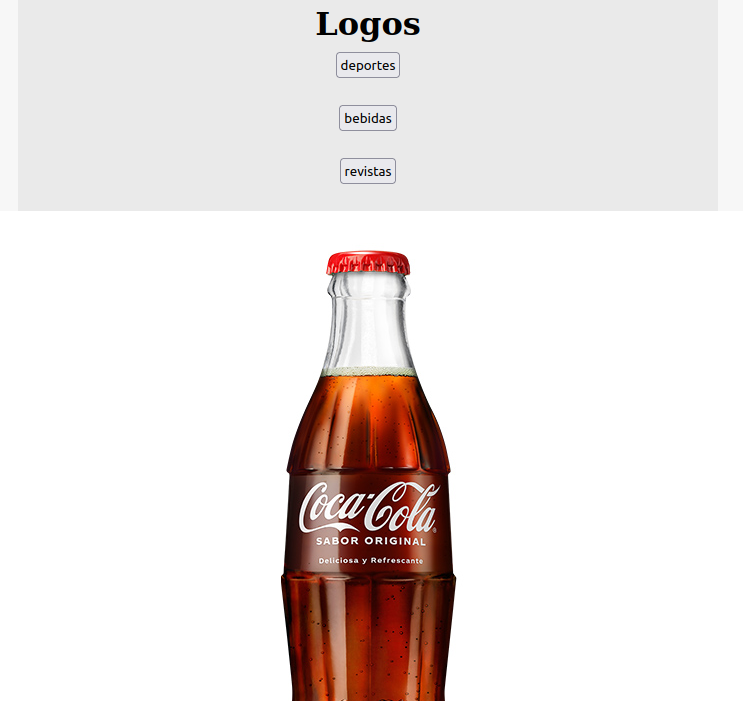 Logos
deportes
bebidas
revistas
Coca-Cola®
SABOR ORIGINAL
Deliciosa y Refrescante